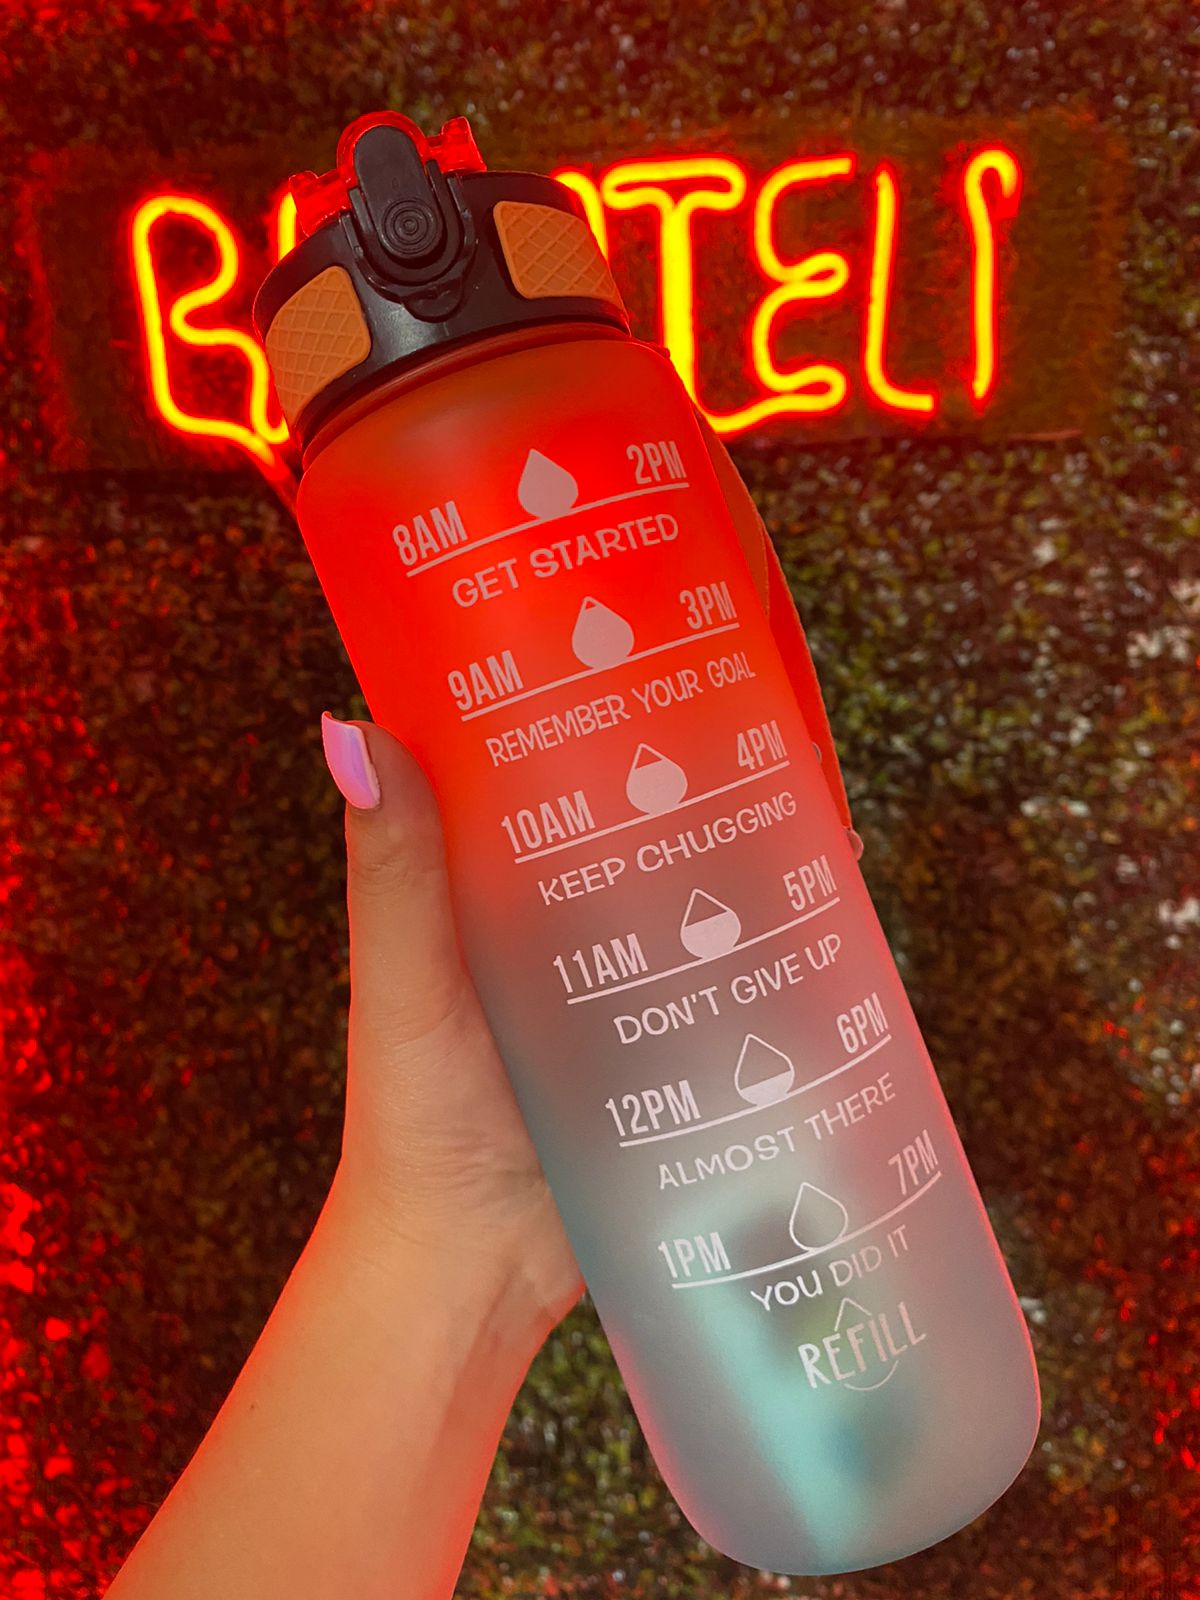 8AM 2PM
GET STARTED
9AM 3PM
REMEMBER YOUR GOAL
10AM 4PM
KEEP CHUGGING
11AM 5PM
DON'T GIVE UP
12PM 6PM
ALMOST THERE
1PM 7PM
YOU DID IT
REFILL